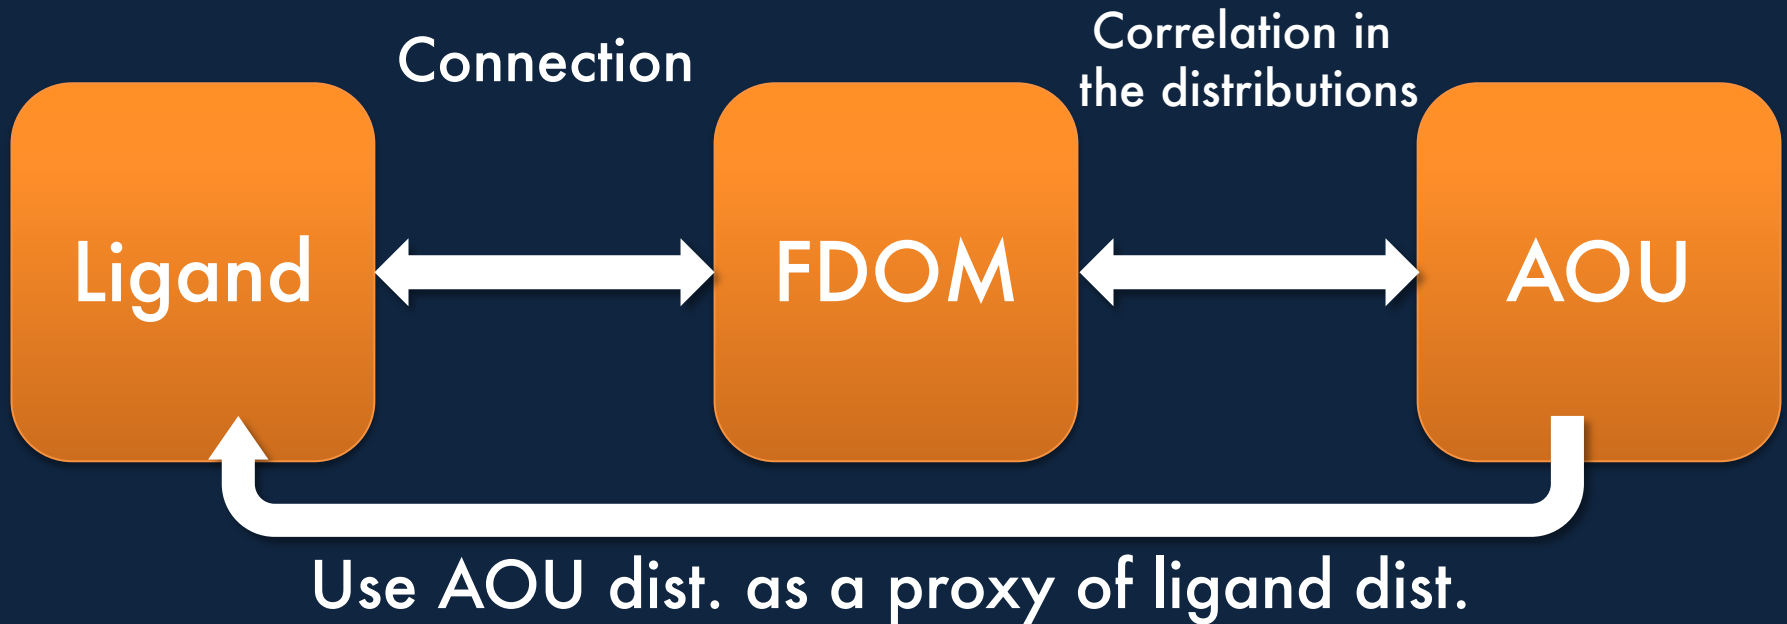 Connection
Correlation in
the distributions
Ligand
FDOM
AOU
Use AOU dist. as a proxy of ligand dist.